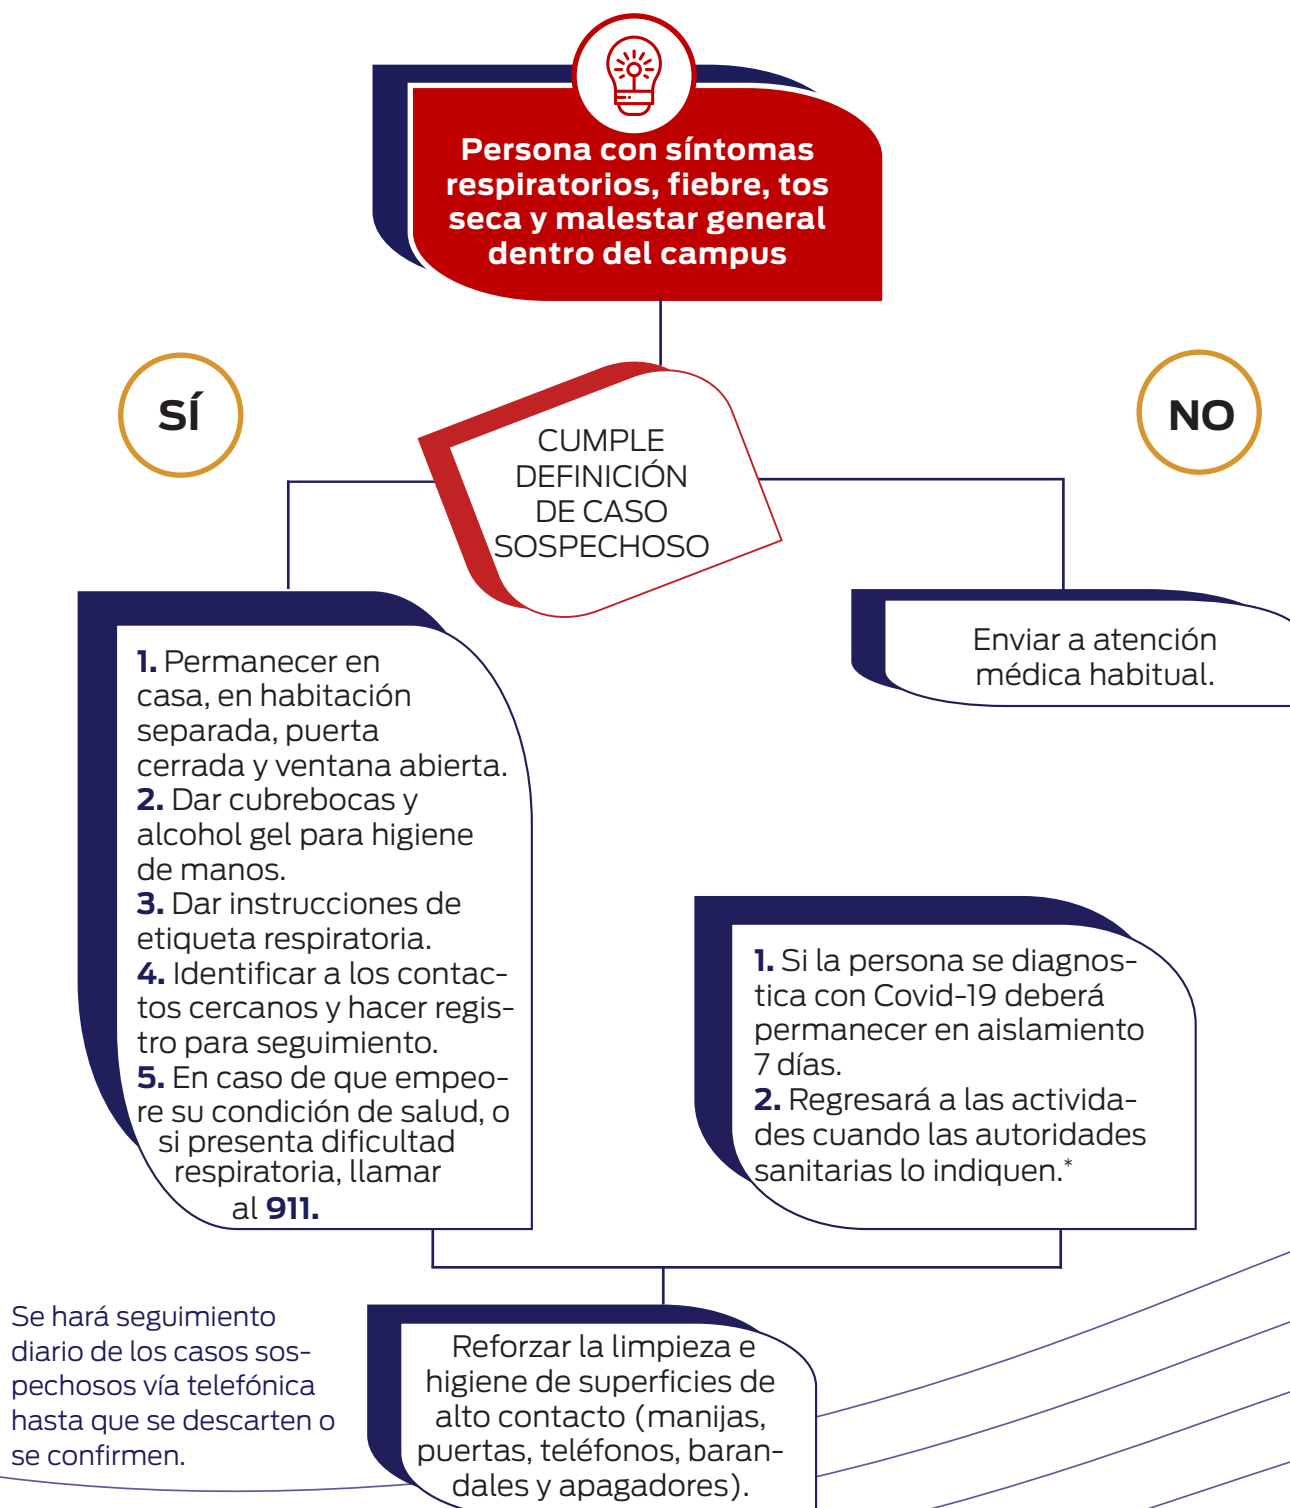 Persona con síntomas
respiratorios, fiebre, tos
seca y malestar general
dentro del campus
SÍ
NO
CUMPLE
DEFINICIÓN
DE CASO
SOSPECHOSO
1. Permanecer en
casa, en habitación
separada, puerta
cerrada y ventana abierta.
2. Dar cubrebocas y
alcohol gel para higiene
de manos.
3. Dar instrucciones de
etiqueta respiratoria.
4. Identificar a los contac-
tos cercanos y hacer regis-
tro para seguimiento.
5. En caso de que empeo-
re su condición de salud, o
si presenta dificultad
respiratoria, llamar
al 911.
Enviar a atención
médica habitual.
1. Si la persona se diagnos-
tica con Covid-19 deberá
permanecer en aislamiento
7 días.
2. Regresará a las activida-
des cuando las autoridades
sanitarias lo indiquen.*
Se hará seguimiento
diario de los casos sos-
pechosos vía telefónica
hasta que se descarten o
se confirmen.
Reforzar la limpieza e
higiene de superficies de
alto contacto (manijas,
puertas, teléfonos, baran-
dales y apagadores).